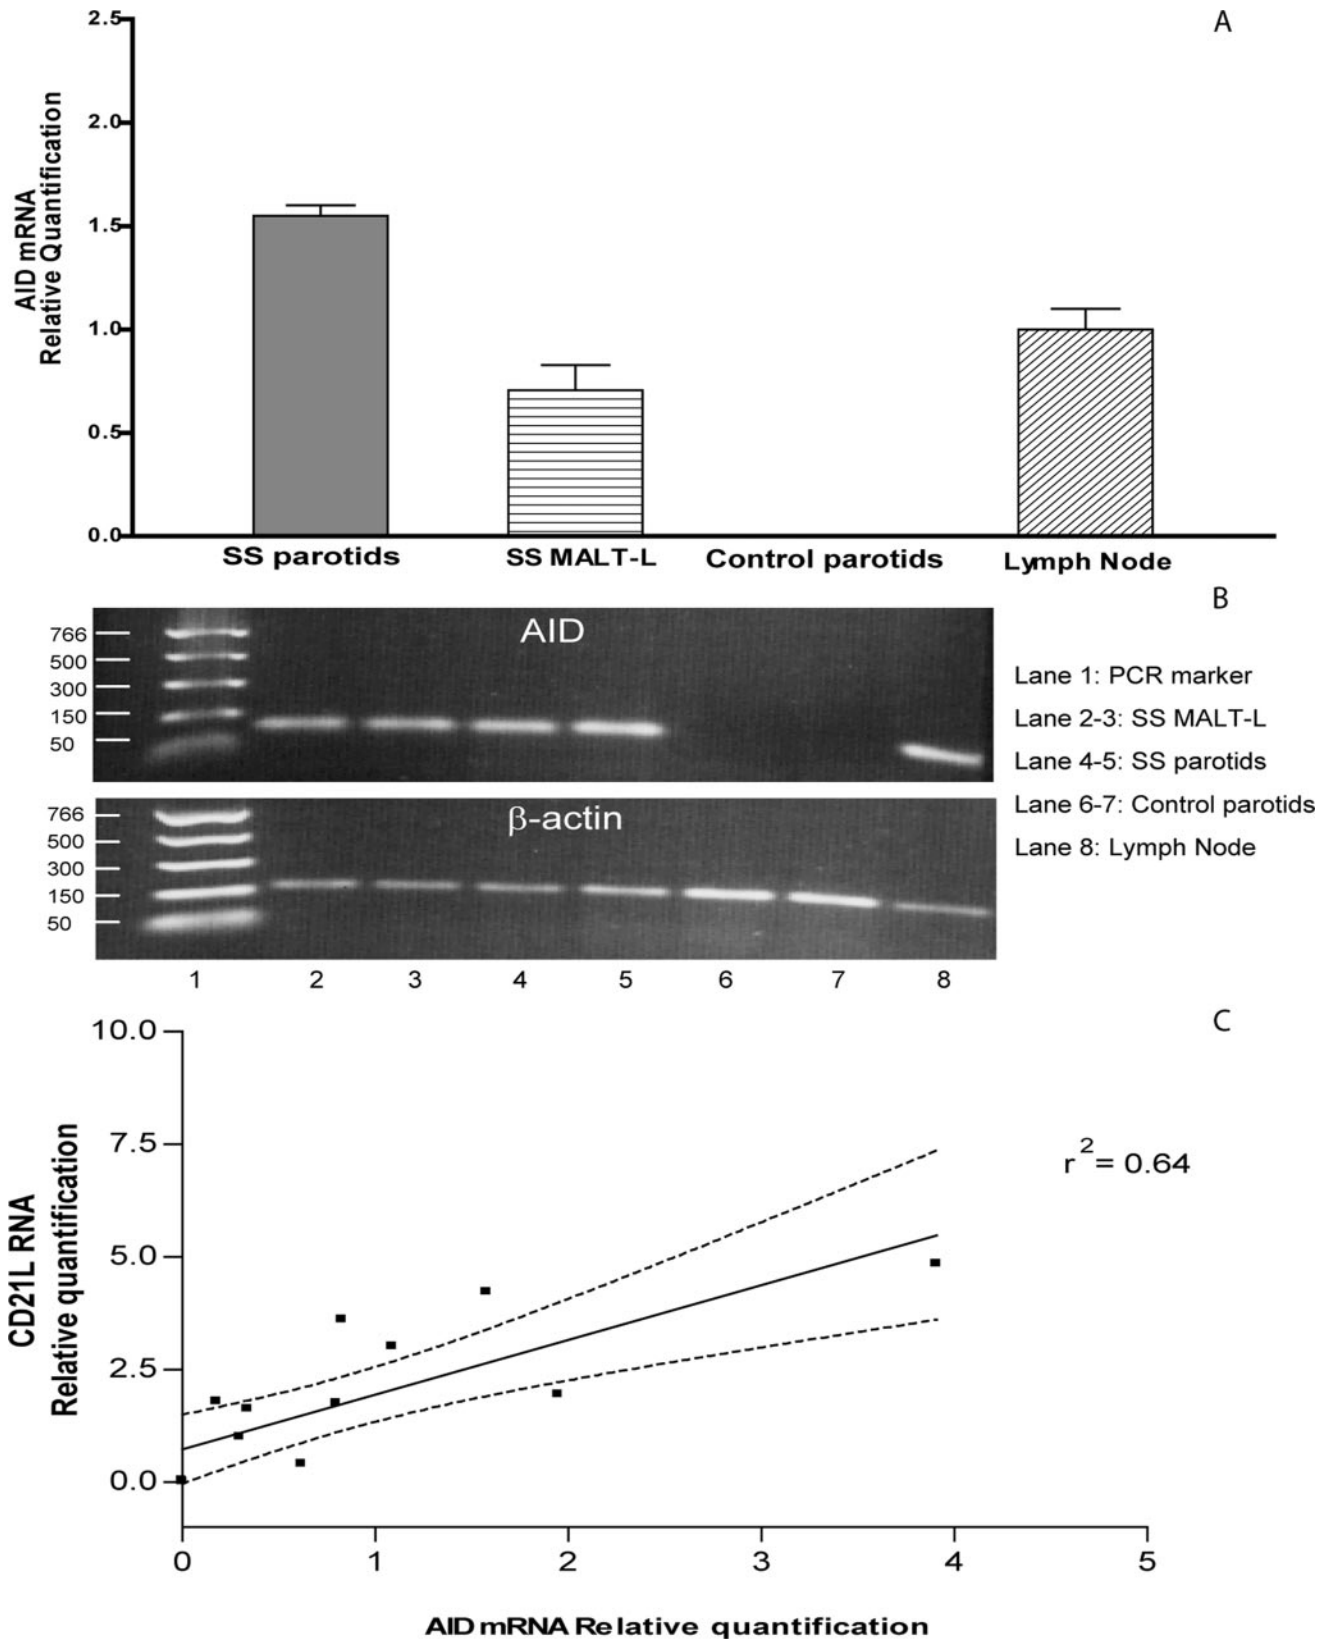 A
2.5
2.0
1.5
1.0
0.5
0.0
AID mRNA
Relative Quantification
SS parotids SS MALT-L Control parotids Lymph Node
B
AID
766
500
300
150
50
Lane 1: PCR marker
Lane 2-3: SS MALT-L
Lane 4-5: SS parotids
Lane 6-7: Control parotids
Lane 8: Lymph Node
β-actin
766
500
300
150
50
1 2 3 4 5 6 7 8
C
10.0
7.5
5.0
2.5
0.0
CD21L RNA
Relative quantification
r²= 0.64
0 1 2 3 4 5
AID mRNA Relative quantification